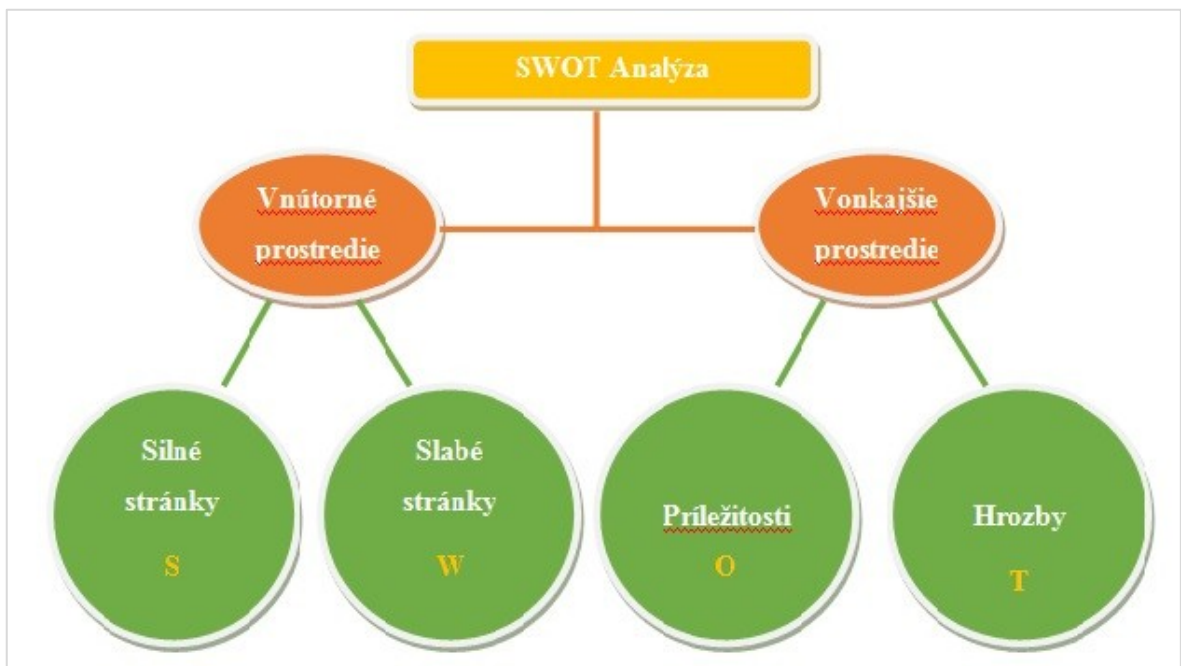 SWOT Analýza
Vnútorné
prostredie
Vonkajšie
prostredie
Silné
stránky
S
Slabé
stránky
W
Príležitosti
O
Hrozby
T